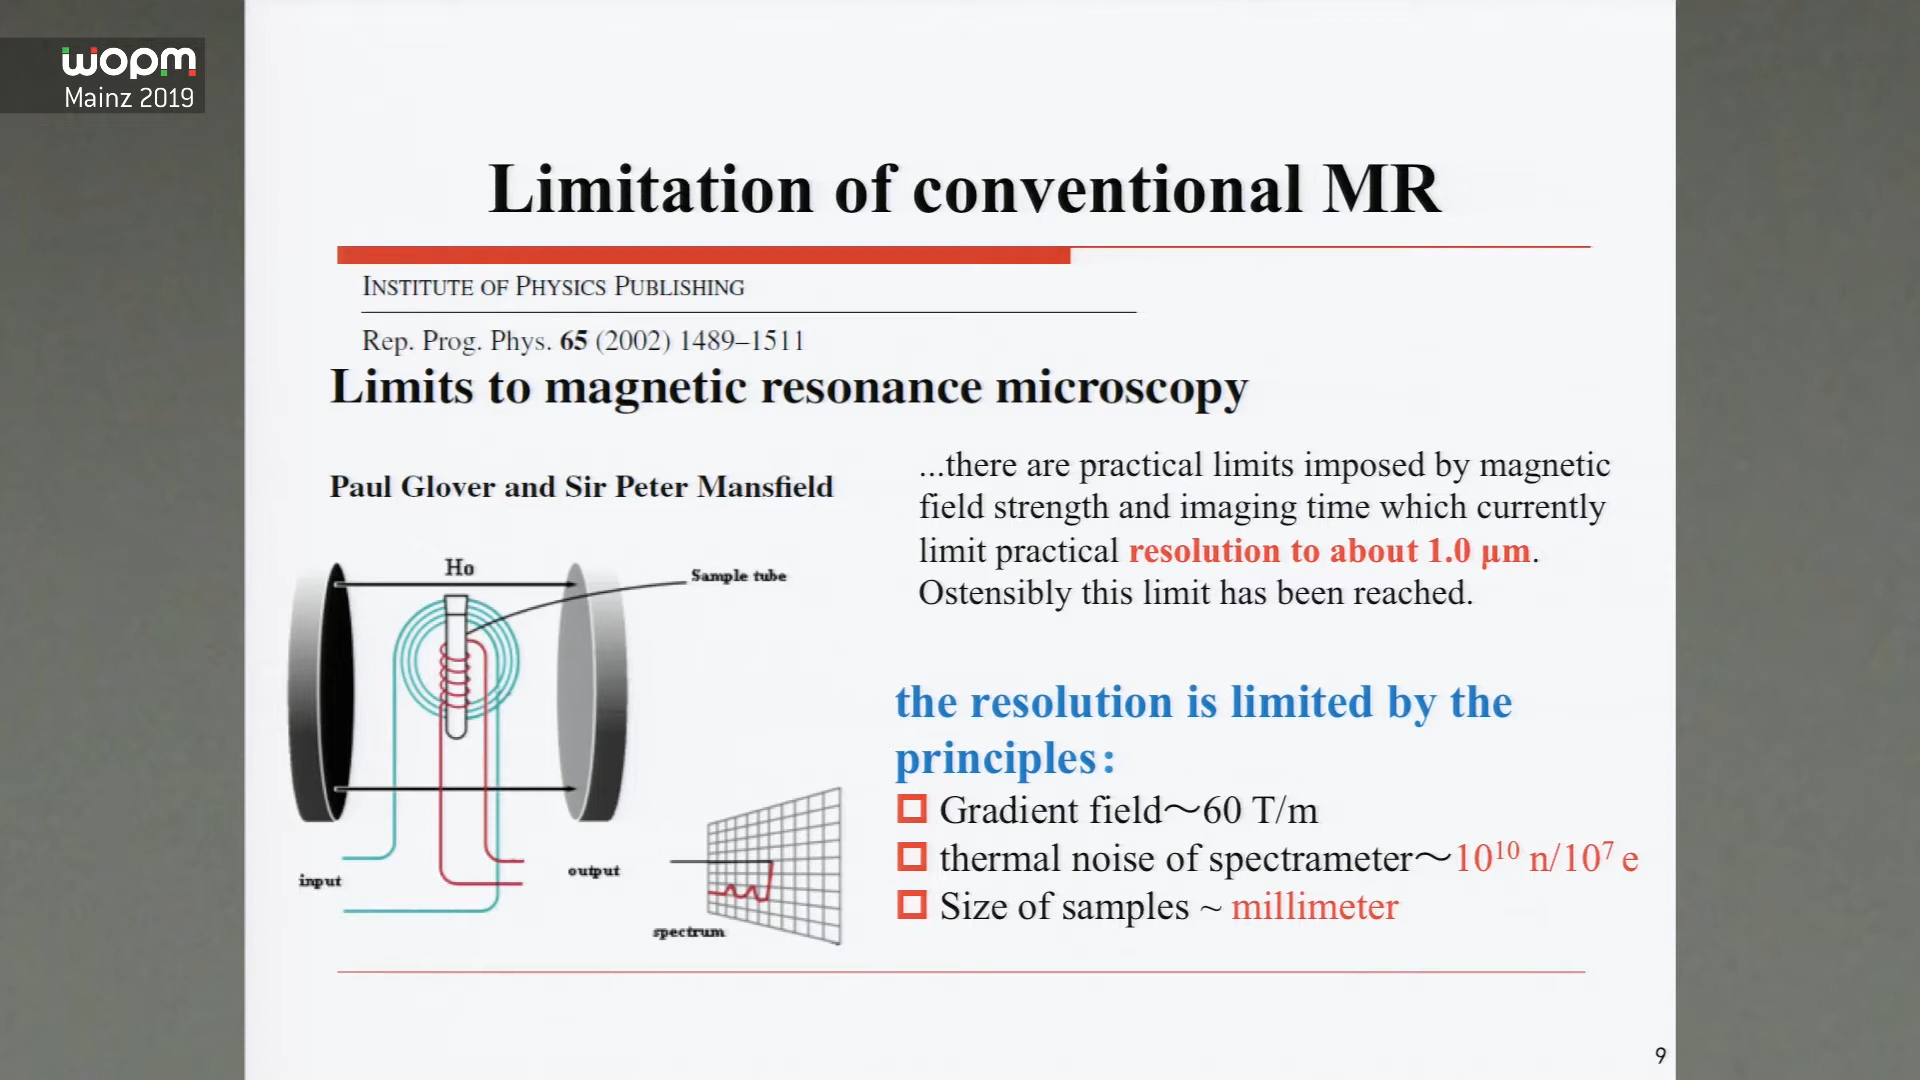 wopm
Mainz 2019
Limitation of conventional MR
INSTITUTE OF PHYSICS PUBLISHING
Rep. Prog. Phys. 65 (2002) 1489–1511
Limits to magnetic resonance microscopy
Paul Glover and Sir Peter Mansfield
...there are practical limits imposed by magnetic
field strength and imaging time which currently
limit practical resolution to about 1.0 μm.
Ostensibly this limit has been reached.
Ho
Sample tube
input
output
spectrum
the resolution is limited by the
principles:
Gradient field～60 T/m
thermal noise of spectrameter～10¹⁰ n/10⁷ e
Size of samples ~ millimeter
9